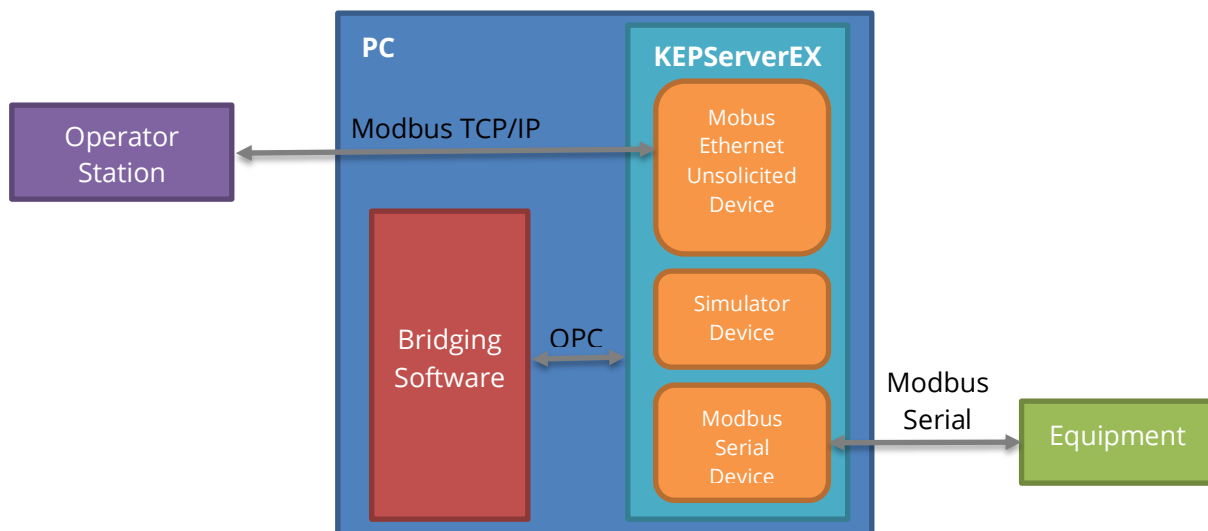 PC
KEPServerEX
Operator
Station
Modbus TCP/IP
Mobus
Ethernet
Unsolicited
Device
Bridging
Software
OPC
Simulator
Device
Modbus
Serial
Device
Modbus
Serial
Equipment